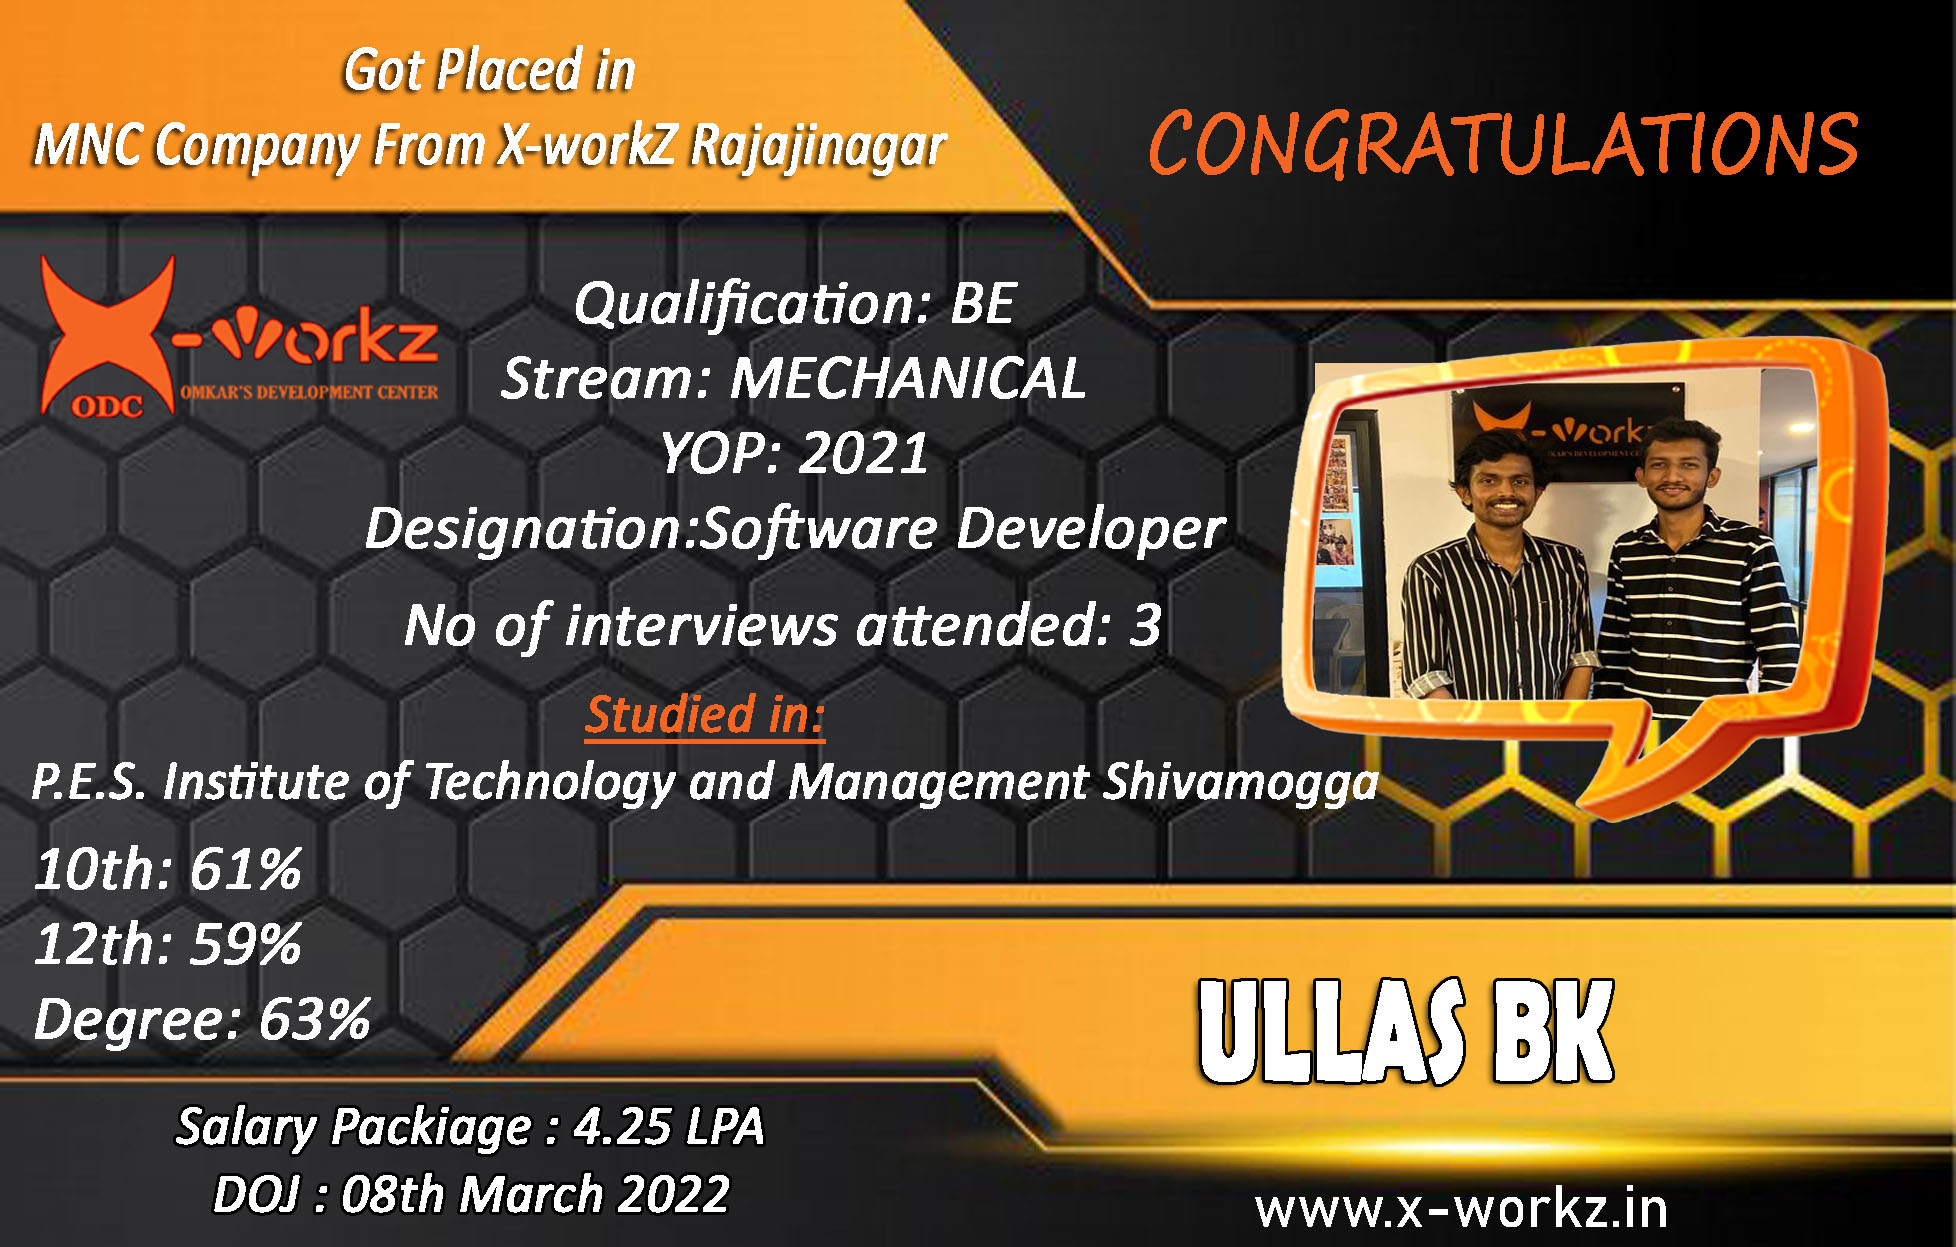 Got Placed in
MNC Company From X-workZ Rajajinagar
CONGRATULATIONS
X-workz
ODC
OMKAR'S DEVELOPMENT CENTER
Qualification: BE
Stream: MECHANICAL
YOP: 2021
Designation:Software Developer
No of interviews attended: 3
X-work
DEVELOPMENT
Studied in:
P.E.S. Institute of Technology and Management Shivamogga
10th: 61%
12th: 59%
Degree: 63%
ULLAS BK
Salary Packiage : 4.25 LPA
DOJ : 08th March 2022
www.x-workz.in